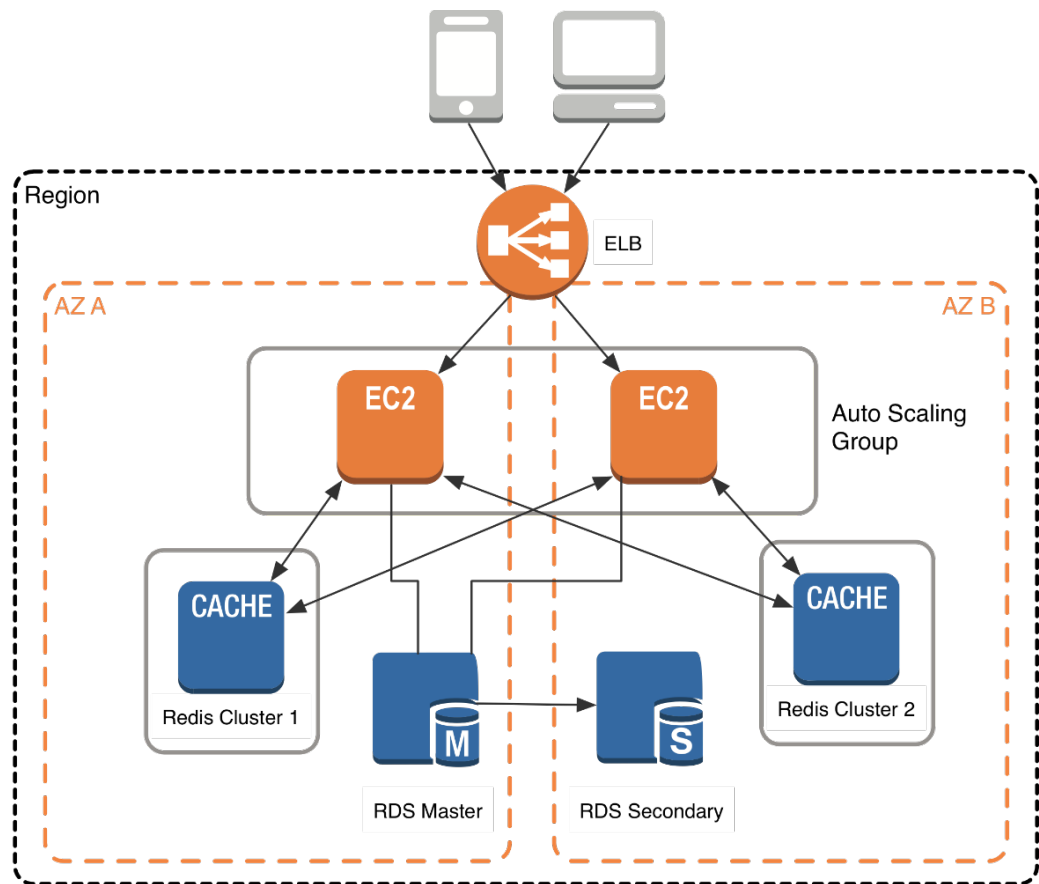 Region
ELB
AZ A
AZ B
EC2
EC2
Auto Scaling
Group
CACHE
CACHE
Redis Cluster 1
Redis Cluster 2
M
S
RDS Master
RDS Secondary